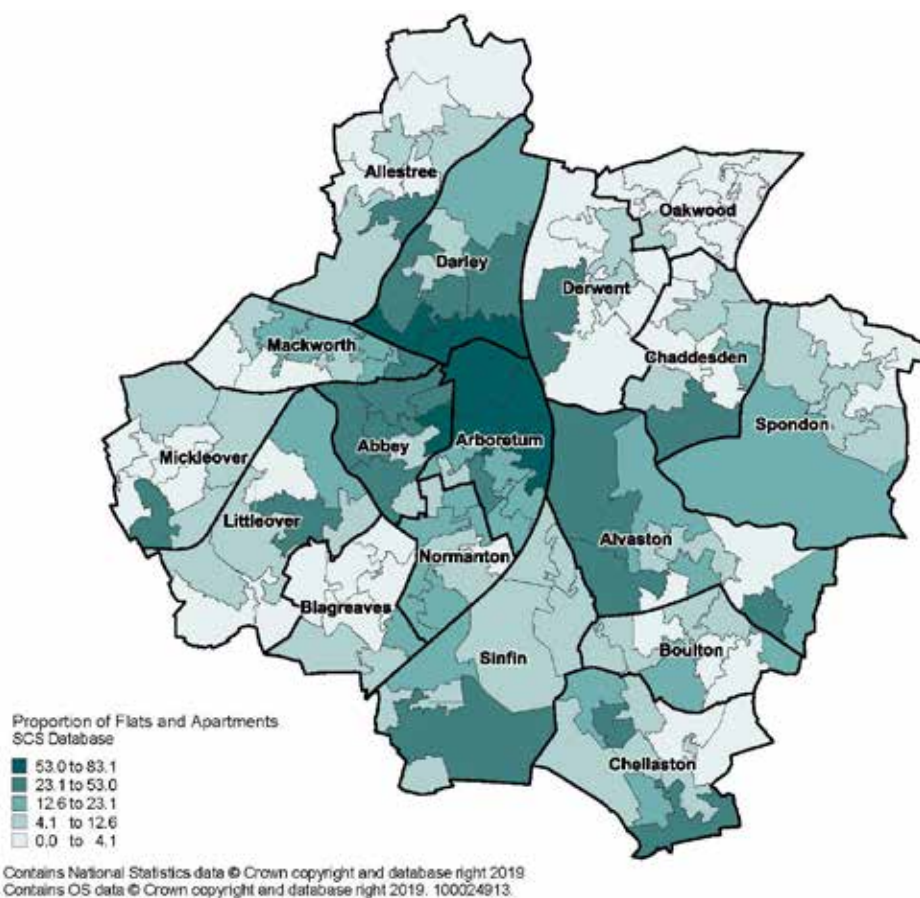 Allestree
Oakwood
Darley
Derwent
Mackworth
Chaddesden
Spondon
Abbey
Arboretum
Mickleover
Littleover
Alvaston
Normanton
Blagreaves
Boulton
Sinfin
Chellaston
Proportion of Flats and Apartments
SCS Database
53.0 to 83.1
23.1 to 53.0
12.6 to 23.1
4.1 to 12.6
0.0 to 4.1
Contains National Statistics data © Crown copyright and database right 2019
Contains OS data © Crown copyright and database right 2019. 100024913.